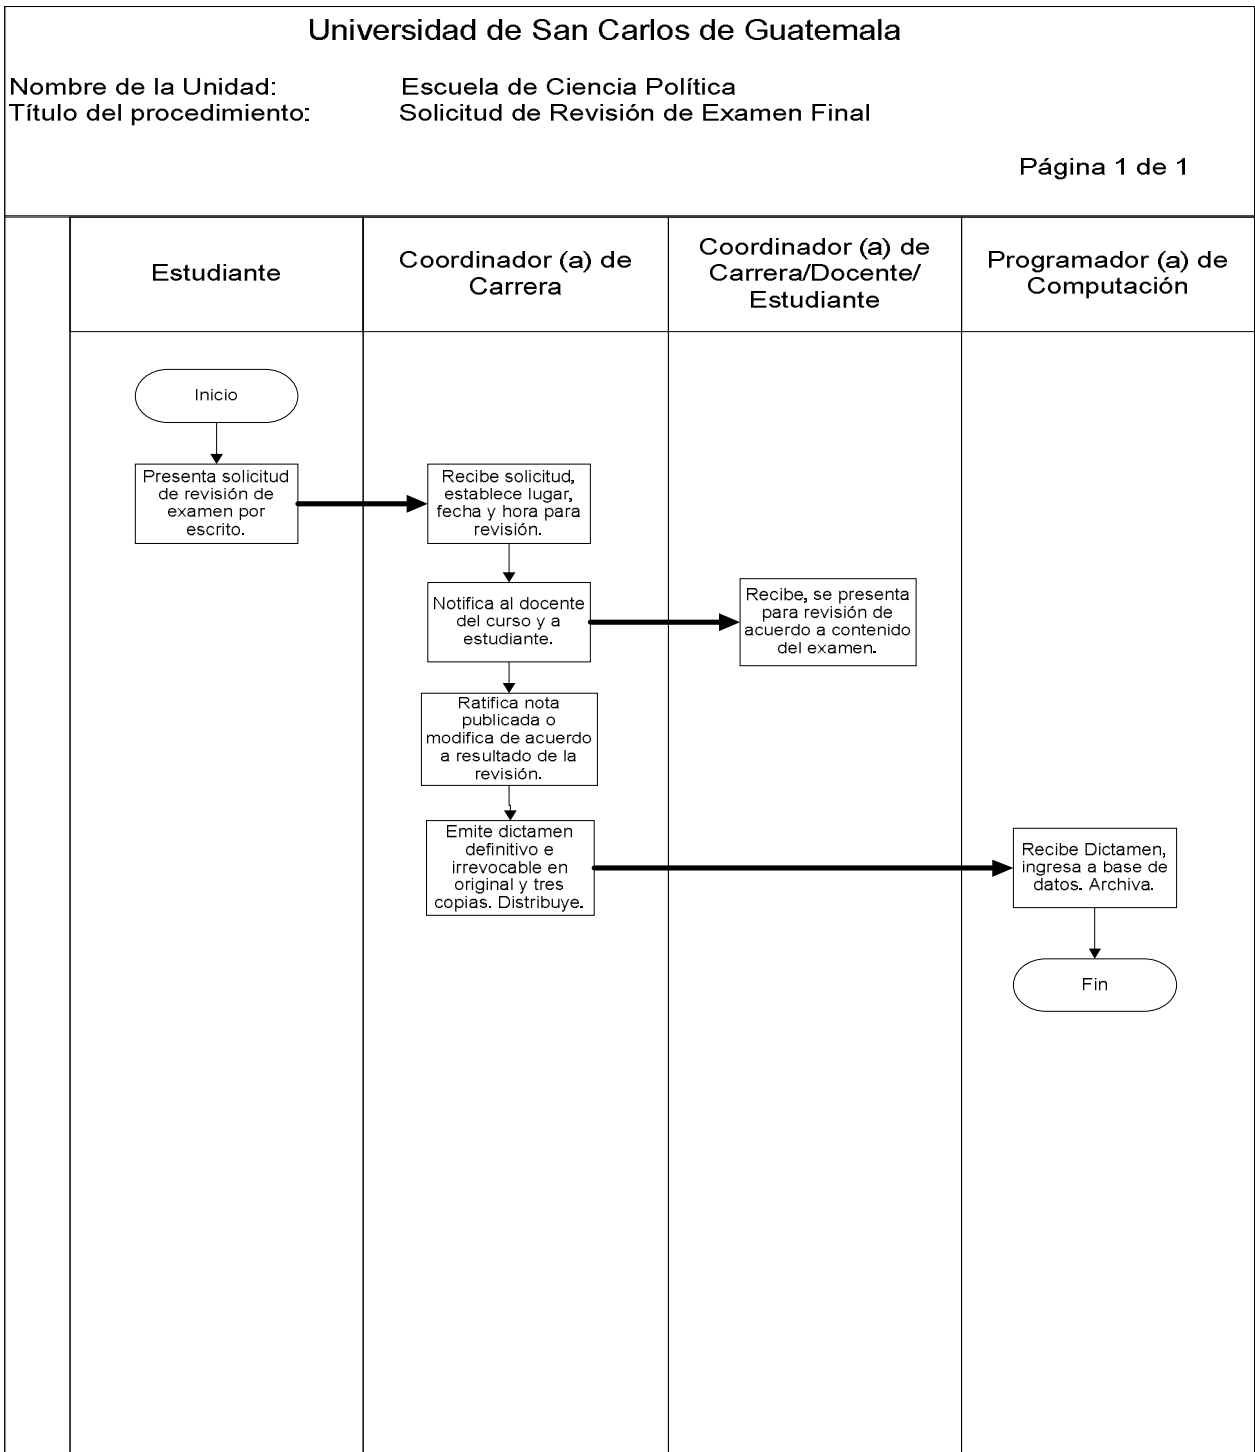 Universidad de San Carlos de Guatemala
Nombre de la Unidad: Escuela de Ciencia Política
Título del procedimiento: Solicitud de Revisión de Examen Final
Página 1 de 1
Estudiante
Coordinador (a) de
Carrera
Coordinador (a) de
Carrera/Docente/
Estudiante
Programador (a) de
Computación
Inicio
Presenta solicitud
de revisión de
examen por
escrito.
Recibe solicitud,
establece lugar,
fecha y hora para
revisión.
Notifica al docente
del curso y a
estudiante.
Recibe, se presenta
para revisión de
acuerdo a contenido
del examen.
Ratifica nota
publicada o
modifica de acuerdo
a resultado de la
revisión.
Emite dictamen
definitivo e
irrevocable en
original y tres
copias. Distribuye.
Recibe Dictamen,
ingresa a base de
datos. Archiva.
Fin